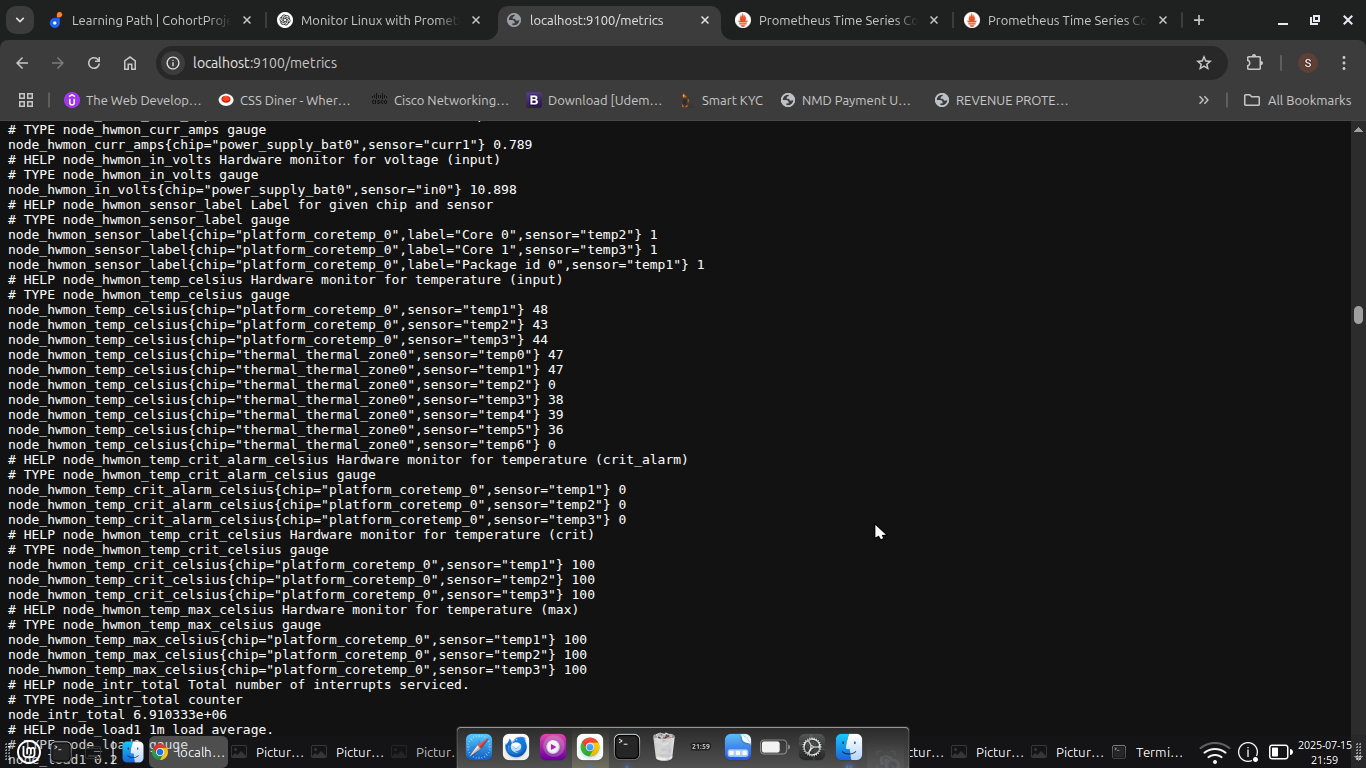 Learning Path | CohortProje
Monitor Linux with Promet
localhost:9100/metrics
Prometheus Time Series Co
Prometheus Time Series Co
localhost:9100/metrics
S
The Web Develop...
CSS Diner - Wher...
Cisco Networking...
Download [Udem...
Smart KYC
NMD Payment U...
REVENUE PROTE...
All Bookmarks
# TYPE node_hwmon_curr_amps gauge
node_hwmon_curr_amps{chip="power_supply_bat0",sensor="curr1"} 0.789
# HELP node_hwmon_in_volts Hardware monitor for voltage (input)
# TYPE node_hwmon_in_volts gauge
node_hwmon_in_volts{chip="power_supply_bat0",sensor="in0"} 10.898
# HELP node_hwmon_sensor_label Label for given chip and sensor
# TYPE node_hwmon_sensor_label gauge
node_hwmon_sensor_label{chip="platform_coretemp_0",label="Core 0",sensor="temp2"} 1
node_hwmon_sensor_label{chip="platform_coretemp_0",label="Core 1",sensor="temp3"} 1
node_hwmon_sensor_label{chip="platform_coretemp_0",label="Package id 0",sensor="temp1"} 1
# HELP node_hwmon_temp_celsius Hardware monitor for temperature (input)
# TYPE node_hwmon_temp_celsius gauge
node_hwmon_temp_celsius{chip="platform_coretemp_0",sensor="temp1"} 48
node_hwmon_temp_celsius{chip="platform_coretemp_0",sensor="temp2"} 43
node_hwmon_temp_celsius{chip="platform_coretemp_0",sensor="temp3"} 44
node_hwmon_temp_celsius{chip="thermal_thermal_zone0",sensor="temp0"} 47
node_hwmon_temp_celsius{chip="thermal_thermal_zone0",sensor="temp1"} 47
node_hwmon_temp_celsius{chip="thermal_thermal_zone0",sensor="temp2"} 0
node_hwmon_temp_celsius{chip="thermal_thermal_zone0",sensor="temp3"} 38
node_hwmon_temp_celsius{chip="thermal_thermal_zone0",sensor="temp4"} 39
node_hwmon_temp_celsius{chip="thermal_thermal_zone0",sensor="temp5"} 36
node_hwmon_temp_celsius{chip="thermal_thermal_zone0",sensor="temp6"} 0
# HELP node_hwmon_temp_crit_alarm_celsius Hardware monitor for temperature (crit_alarm)
# TYPE node_hwmon_temp_crit_alarm_celsius gauge
node_hwmon_temp_crit_alarm_celsius{chip="platform_coretemp_0",sensor="temp1"} 0
node_hwmon_temp_crit_alarm_celsius{chip="platform_coretemp_0",sensor="temp2"} 0
node_hwmon_temp_crit_alarm_celsius{chip="platform_coretemp_0",sensor="temp3"} 0
# HELP node_hwmon_temp_crit_celsius Hardware monitor for temperature (crit)
# TYPE node_hwmon_temp_crit_celsius gauge
node_hwmon_temp_crit_celsius{chip="platform_coretemp_0",sensor="temp1"} 100
node_hwmon_temp_crit_celsius{chip="platform_coretemp_0",sensor="temp2"} 100
node_hwmon_temp_crit_celsius{chip="platform_coretemp_0",sensor="temp3"} 100
# HELP node_hwmon_temp_max_celsius Hardware monitor for temperature (max)
# TYPE node_hwmon_temp_max_celsius gauge
node_hwmon_temp_max_celsius{chip="platform_coretemp_0",sensor="temp1"} 100
node_hwmon_temp_max_celsius{chip="platform_coretemp_0",sensor="temp2"} 100
node_hwmon_temp_max_celsius{chip="platform_coretemp_0",sensor="temp3"} 100
# HELP node_intr_total Total number of interrupts serviced.
# TYPE node_intr_total counter
node_intr_total 6.910333e+06
# HELP node_load1 1m load average.
# TYPE node_load1 gauge
node_load1 0.2
localh...
Pictur...
Pictur...
Pictur
21:59
ctur...
Pictur...
Pictur...
Termi...
2025-07-15
21:59